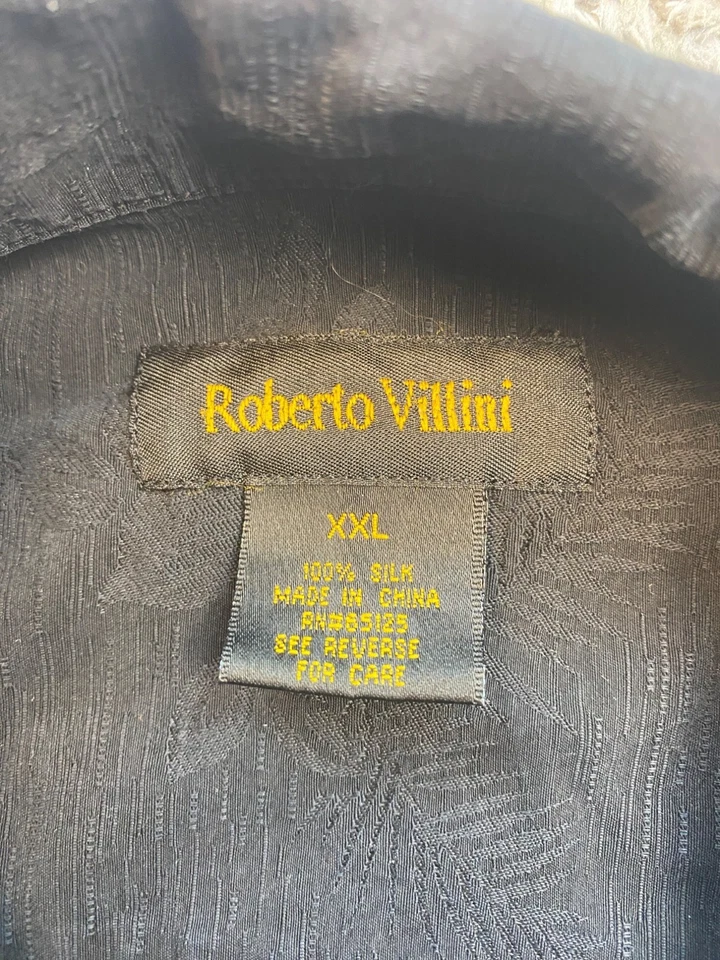 Roberto Villini
XXL
100% SILK
MADE IN CHINA
RN#85125
SEE REVERSE
FOR CARE